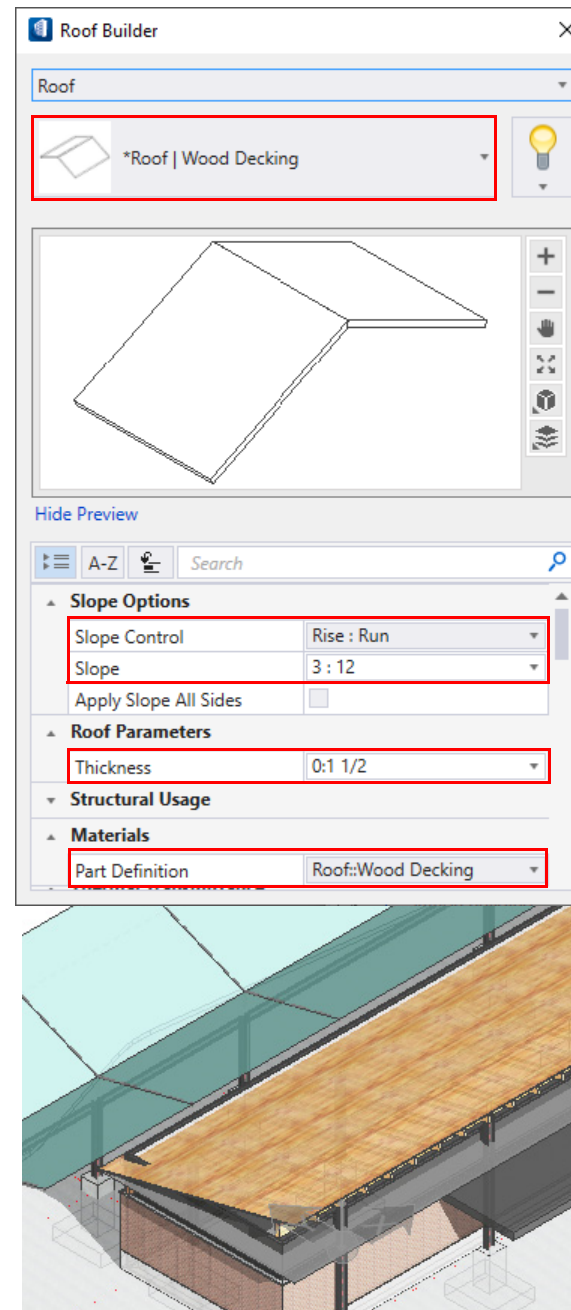 Roof Builder
Roof
*Roof | Wood Decking
Hide Preview
A-Z Search
Slope Options
Slope Control Rise : Run
Slope 3 : 12
Apply Slope All Sides
Roof Parameters
Thickness 0:1 1/2
Structural Usage
Materials
Part Definition Roof::Wood Decking